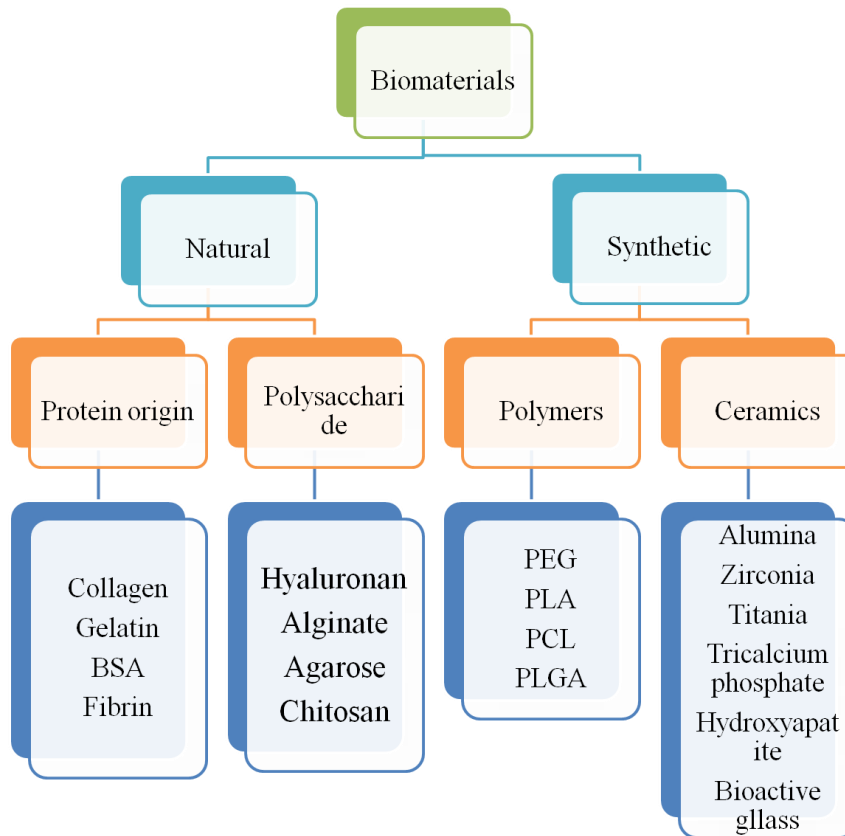 Biomaterials
Natural
Synthetic
Protein origin
Polysacchari
de
Polymers
Ceramics
Collagen
Gelatin
BSA
Fibrin
Hyaluronan
Alginate
Agarose
Chitosan
PEG
PLA
PCL
PLGA
Alumina
Zirconia
Titania
Tricalcium
phosphate
Hydroxyapat
ite
Bioactive
gllass